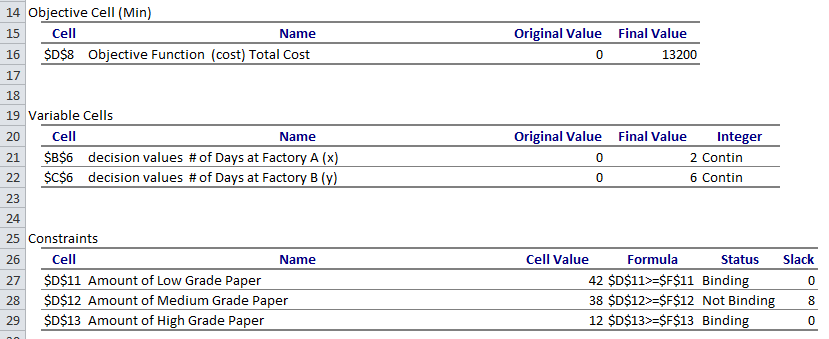 14 Objective Cell (Min)
15 Cell Name Original Value Final Value
16 $D$8 Objective Function (cost) Total Cost 0 13200
17
18
19 Variable Cells
20 Cell Name Original Value Final Value Integer
21 $B$6 decision values # of Days at Factory A (x) 0 2 Contin
22 $C$6 decision values # of Days at Factory B (y) 0 6 Contin
23
24
25 Constraints
26 Cell Name Cell Value Formula Status Slack
27 $D$11 Amount of Low Grade Paper 42 $D$11>=$F$11 Binding 0
28 $D$12 Amount of Medium Grade Paper 38 $D$12>=$F$12 Not Binding 8
29 $D$13 Amount of High Grade Paper 12 $D$13>=$F$13 Binding 0